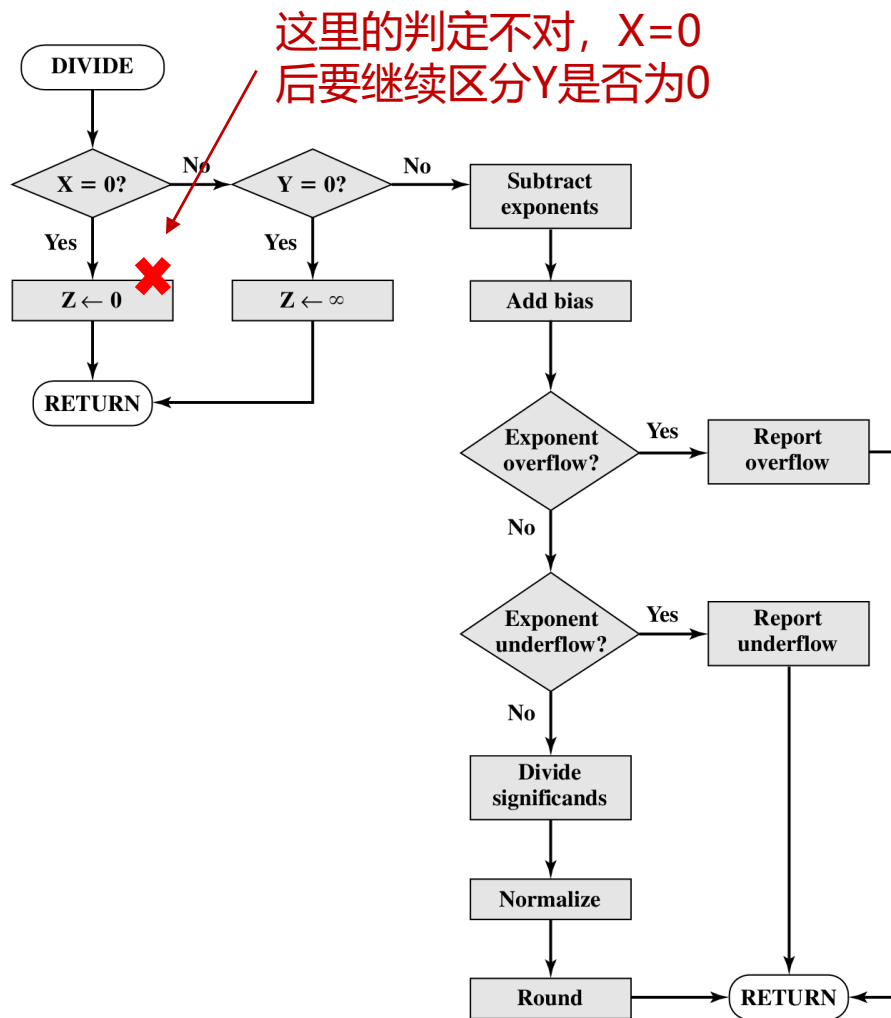 这里的判定不对，X=0
后要继续区分Y是否为0
DIVIDE
X = 0?
No
Y = 0?
No
Subtract
exponents
Yes
Yes
Z ← 0
Z ← ∞
Add bias
RETURN
Exponent
overflow?
Yes
Report
overflow
No
Exponent
underflow?
Yes
Report
underflow
No
Divide
significands
Normalize
Round
RETURN